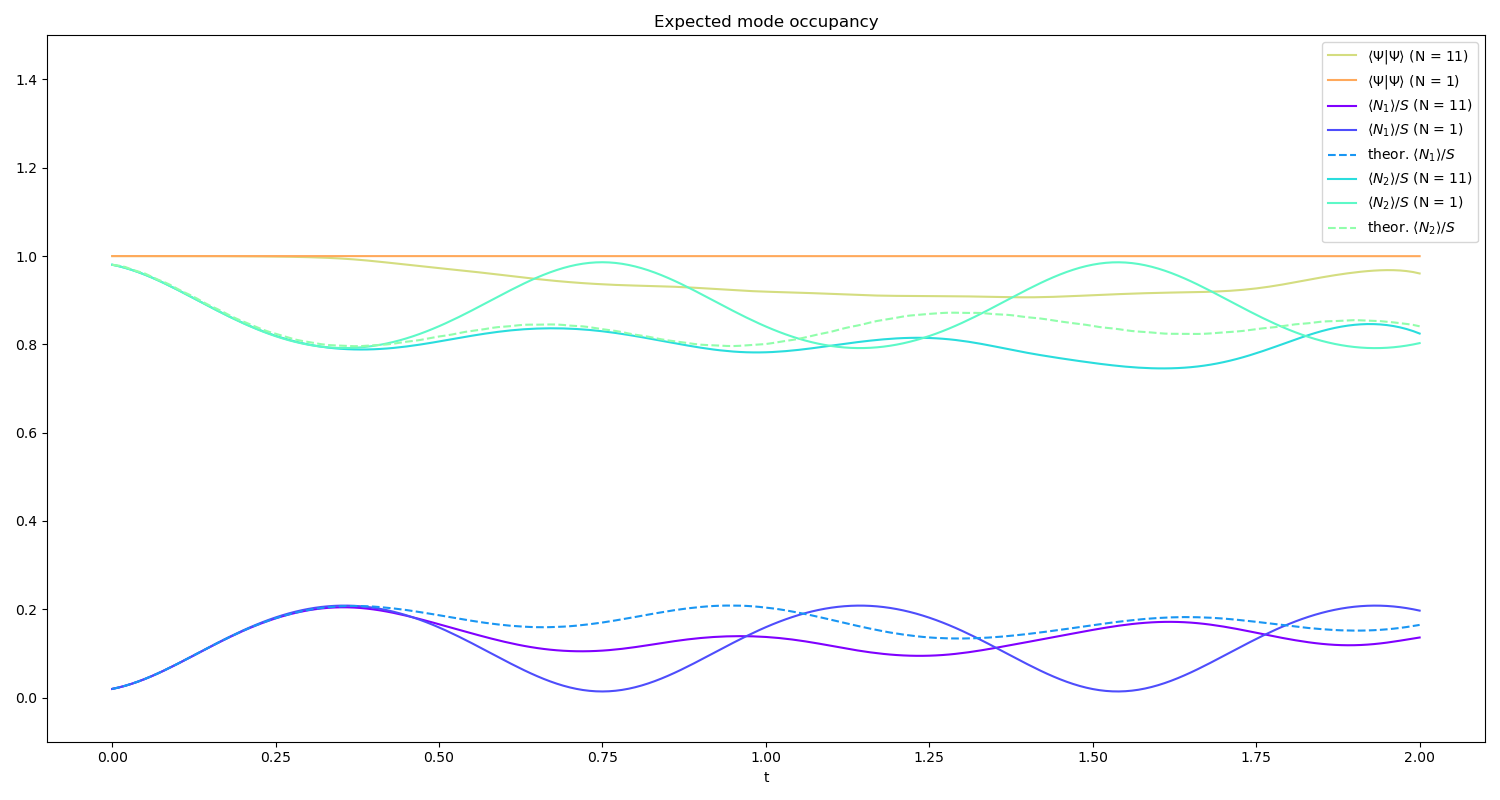 Expected mode occupancy
⟨Ψ|Ψ⟩ (N = 11)
⟨Ψ|Ψ⟩ (N = 1)
⟨N₁⟩/S (N = 11)
⟨N₁⟩/S (N = 1)
theor. ⟨N₁⟩/S
⟨N₂⟩/S (N = 11)
⟨N₂⟩/S (N = 1)
theor. ⟨N₂⟩/S
1.4
1.2
1.0
0.8
0.6
0.4
0.2
0.0
0.00 0.25 0.50 0.75 1.00 1.25 1.50 1.75 2.00
t